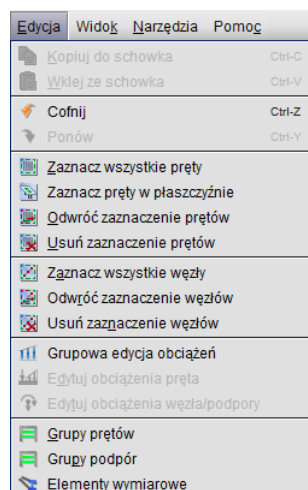 Edycja Widok Narzędzia Pomoc
Kopiuj do schowka Ctrl-C
Wklej ze schowka Ctrl-V
Cofnij Ctrl-Z
Ponów Ctrl-Y
Zaznacz wszystkie pręty
Zaznacz pręty w płaszczyźnie
Odwróć zaznaczenie prętów
Usuń zaznaczenie prętów
Zaznacz wszystkie węzły
Odwróć zaznaczenie węzłów
Usuń zaznaczenie węzłów
Grupowa edycja obciążeń
Edytuj obciążenia pręta
Edytuj obciążenia węzła/podpory
Grupy prętów
Grupy podpór
Elementy wymiarowe